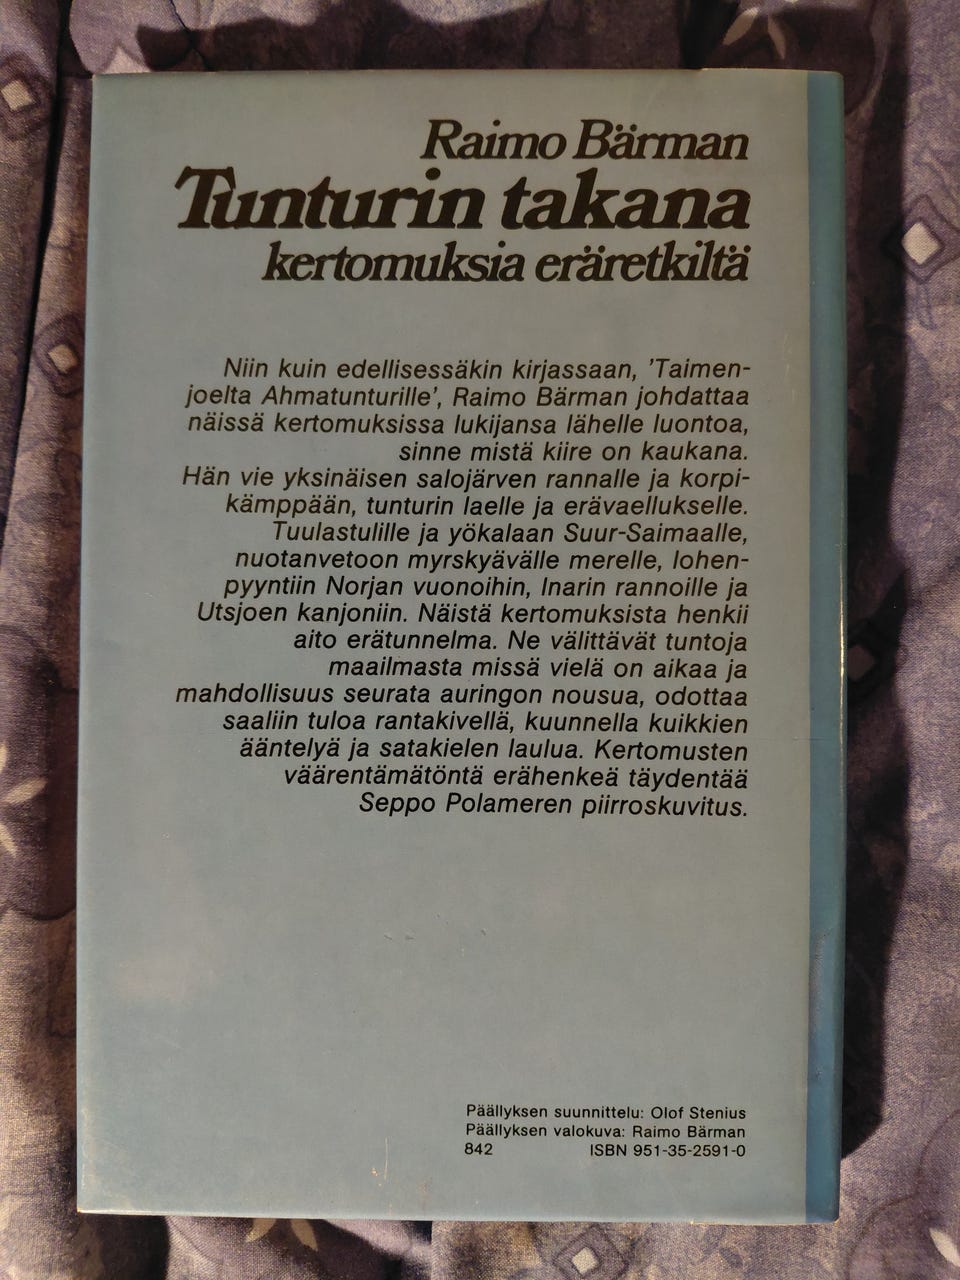 Raimo Bärman
Tunturin takana
kertomuksia eräretkiltä
Niin kuin edellisessäkin kirjassaan, 'Taimen-
joelta Ahmatunturille', Raimo Bärman johdattaa
näissä kertomuksissa lukijansa lähelle luontoa,
sinne mistä kiire on kaukana.
Hän vie yksinäisen salojärven rannalle ja korpi-
kämppään, tunturin laelle ja erävaellukselle.
Tuulastulille ja yökalaan Suur-Saimaalle,
nuotanvetoon myrskyävälle merelle, lohen-
pyyntiin Norjan vuonoihin, Inarin rannoille ja
Utsjoen kanjoniin. Näistä kertomuksista henkii
aito erätunnelma. Ne välittävät tuntoja
maailmasta missä vielä on aikaa ja
mahdollisuus seurata auringon nousua, odottaa
saaliin tuloa rantakivellä, kuunnella kuikkien
ääntelyä ja satakielen laulua. Kertomusten
väärentämätöntä erähenkeä täydentää
Seppo Polameren piirroskuvitus.
Päällyksen suunnittelu: Olof Stenius
Päällyksen valokuva: Raimo Bärman
842 ISBN 951-35-2591-0